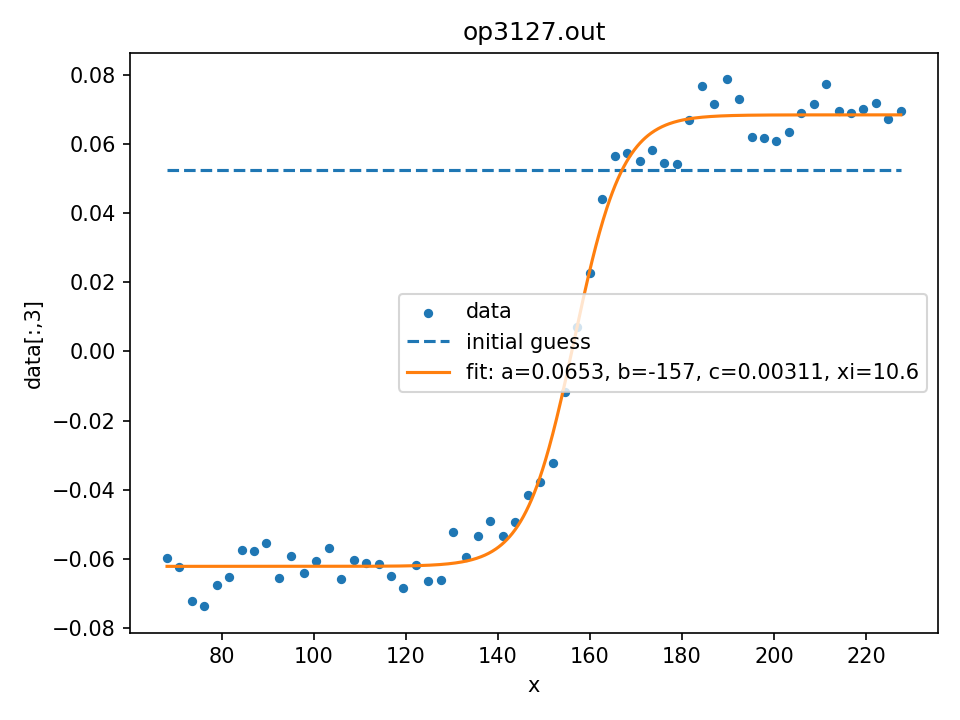 op3127.out
0.08
0.06
0.04
0.02
0.00
−0.02
−0.04
−0.06
−0.08
data[:,3]
data
initial guess
fit: a=0.0653, b=-157, c=0.00311, xi=10.6
80 100 120 140 160 180 200 220
x